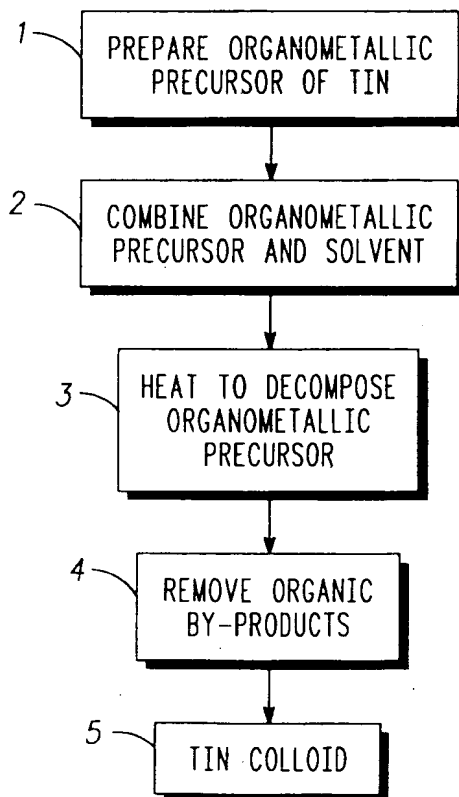 1
PREPARE ORGANOMETALLIC
PRECURSOR OF TIN
2
COMBINE ORGANOMETALLIC
PRECURSOR AND SOLVENT
3
HEAT TO DECOMPOSE
ORGANOMETALLIC
PRECURSOR
4
REMOVE ORGANIC
BY-PRODUCTS
5
TIN COLLOID